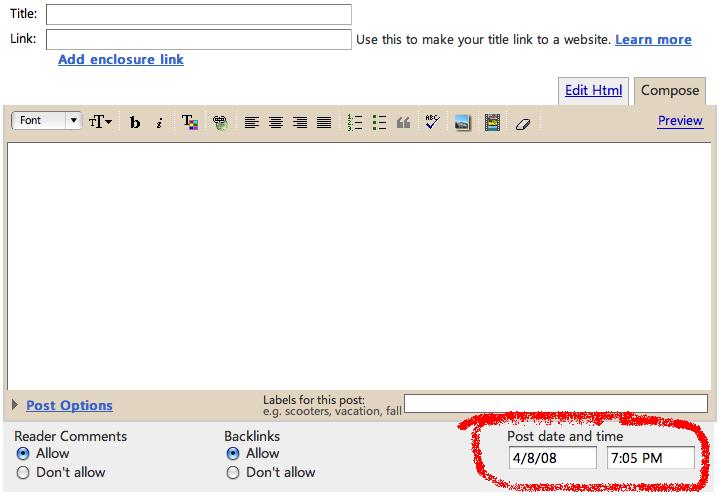 Title:
Link: Use this to make your title link to a website. Learn more
Add enclosure link
Edit Html Compose
Font TT b i T ABC Preview
Post Options
Labels for this post:
e.g. scooters, vacation, fall
Reader Comments Backlinks Post date and time
Allow Allow 4/8/08 7:05 PM
Don't allow Don't allow